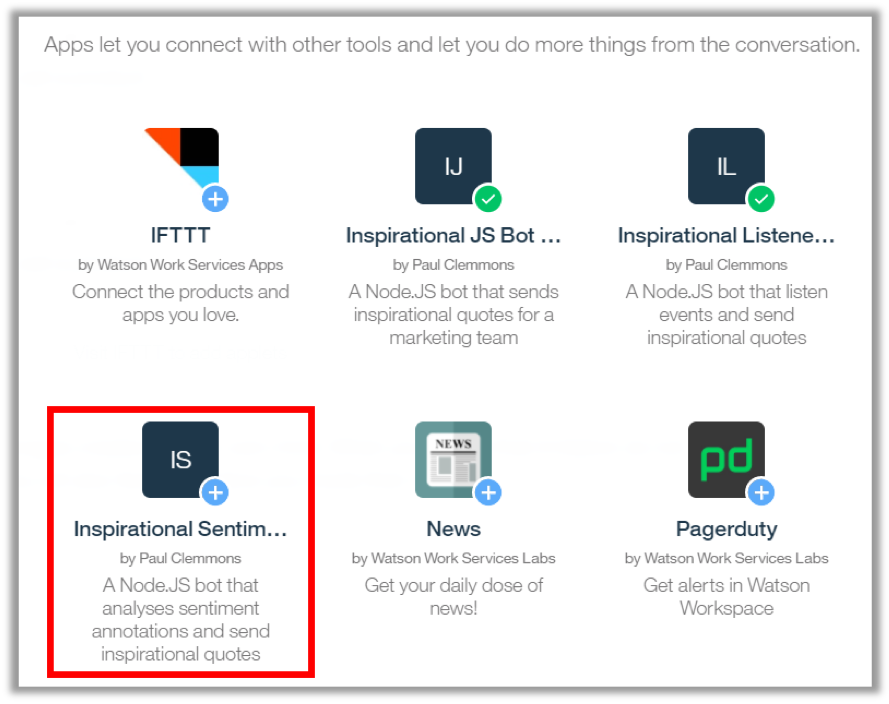 Apps let you connect with other tools and let you do more things from the conversation.
IJ
IL
IFTTT
Inspirational JS Bot ...
Inspirational Listene...
by Watson Work Services Apps
by Paul Clemmons
by Paul Clemmons
Connect the products and
apps you love.
A Node.JS bot that sends
inspirational quotes for a
marketing team
A Node.JS bot that listen
events and send
inspirational quotes
IS
NEWS
pd
Inspirational Sentim...
News
Pagerduty
by Paul Clemmons
by Watson Work Services Labs
by Watson Work Services Labs
A Node.JS bot that
analyses sentiment
annotations and send
inspirational quotes
Get your daily dose of
news!
Get alerts in Watson
Workspace